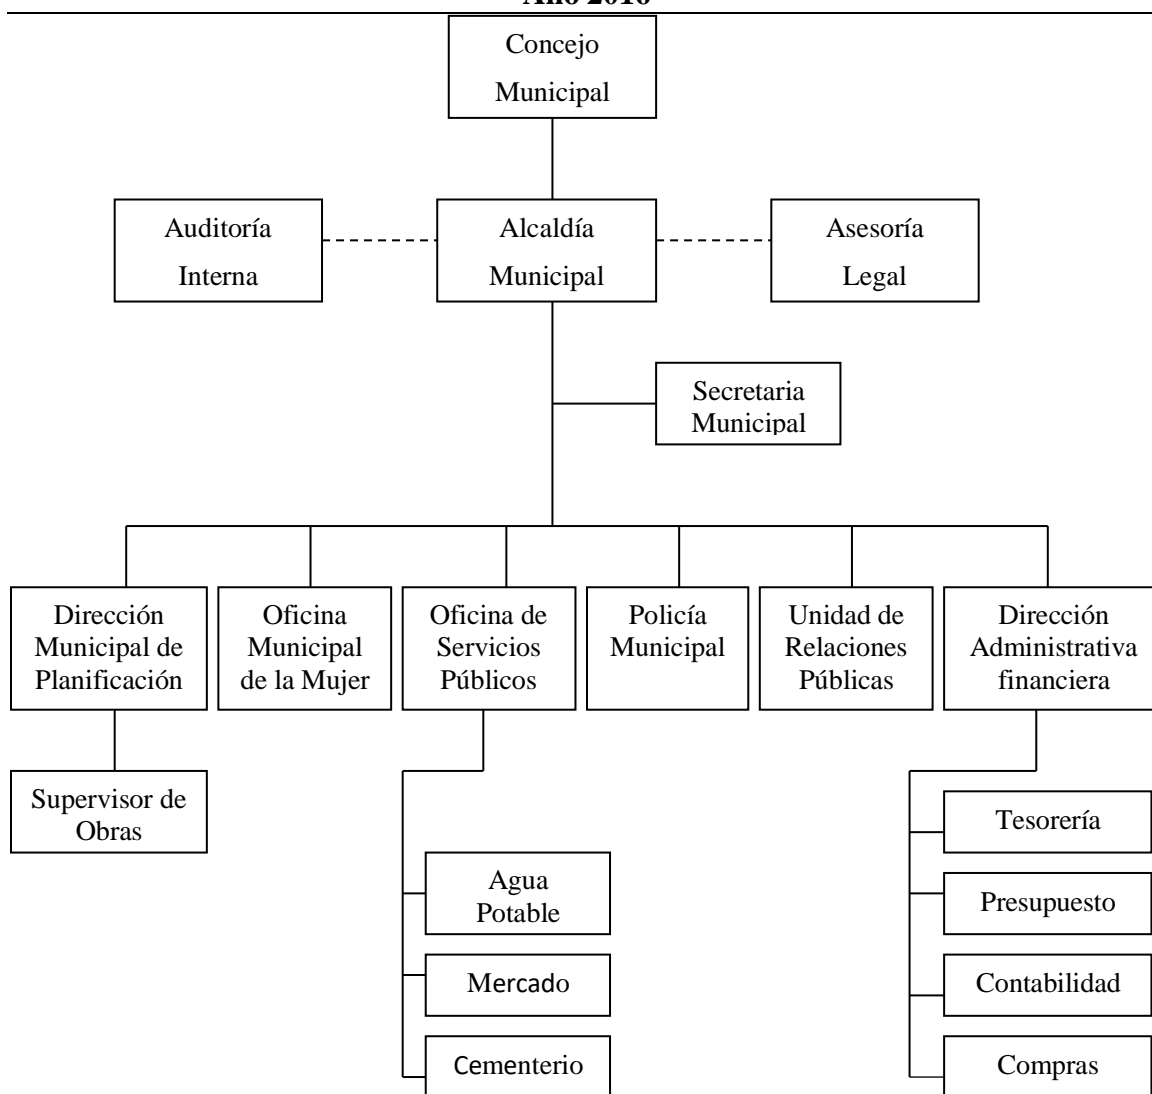 Concejo
Municipal
Auditoría
Interna
Alcaldía
Municipal
Asesoría
Legal
Secretaria
Municipal
Dirección
Municipal de
Planificación
Oficina
Municipal
de la Mujer
Oficina de
Servicios
Públicos
Policía
Municipal
Unidad de
Relaciones
Públicas
Dirección
Administrativa
financiera
Supervisor de
Obras
Agua
Potable
Mercado
Cementerio
Tesorería
Presupuesto
Contabilidad
Compras